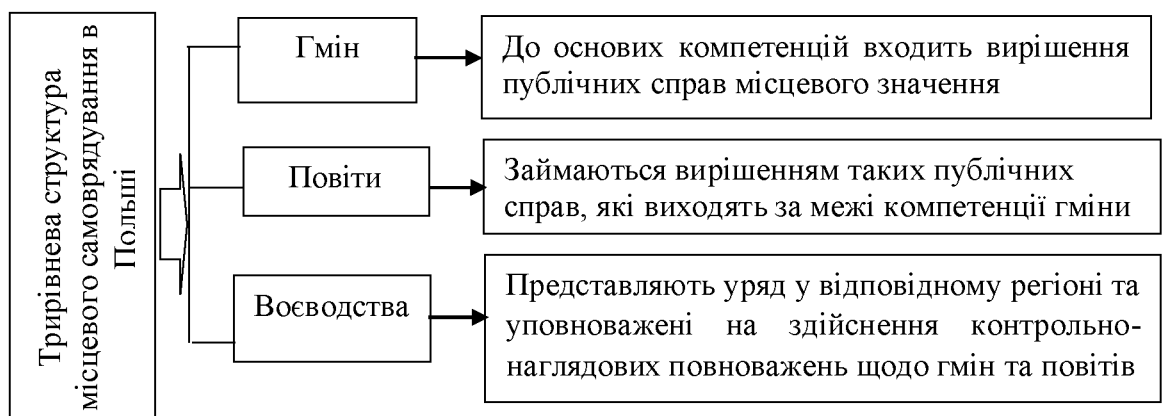 Трирівнева структура
місцевого самоврядування в
Польщі
Гмін
До основих компетенцій входить вирішення
публічних справ місцевого значення
Повіти
Займаються вирішенням таких публічних
справ, які виходять за межі компетенції гміни
Воєводства
Представляють уряд у відповідному регіоні та
уповноважені на здійснення контрольно-
наглядових повноважень щодо гмін та повітів